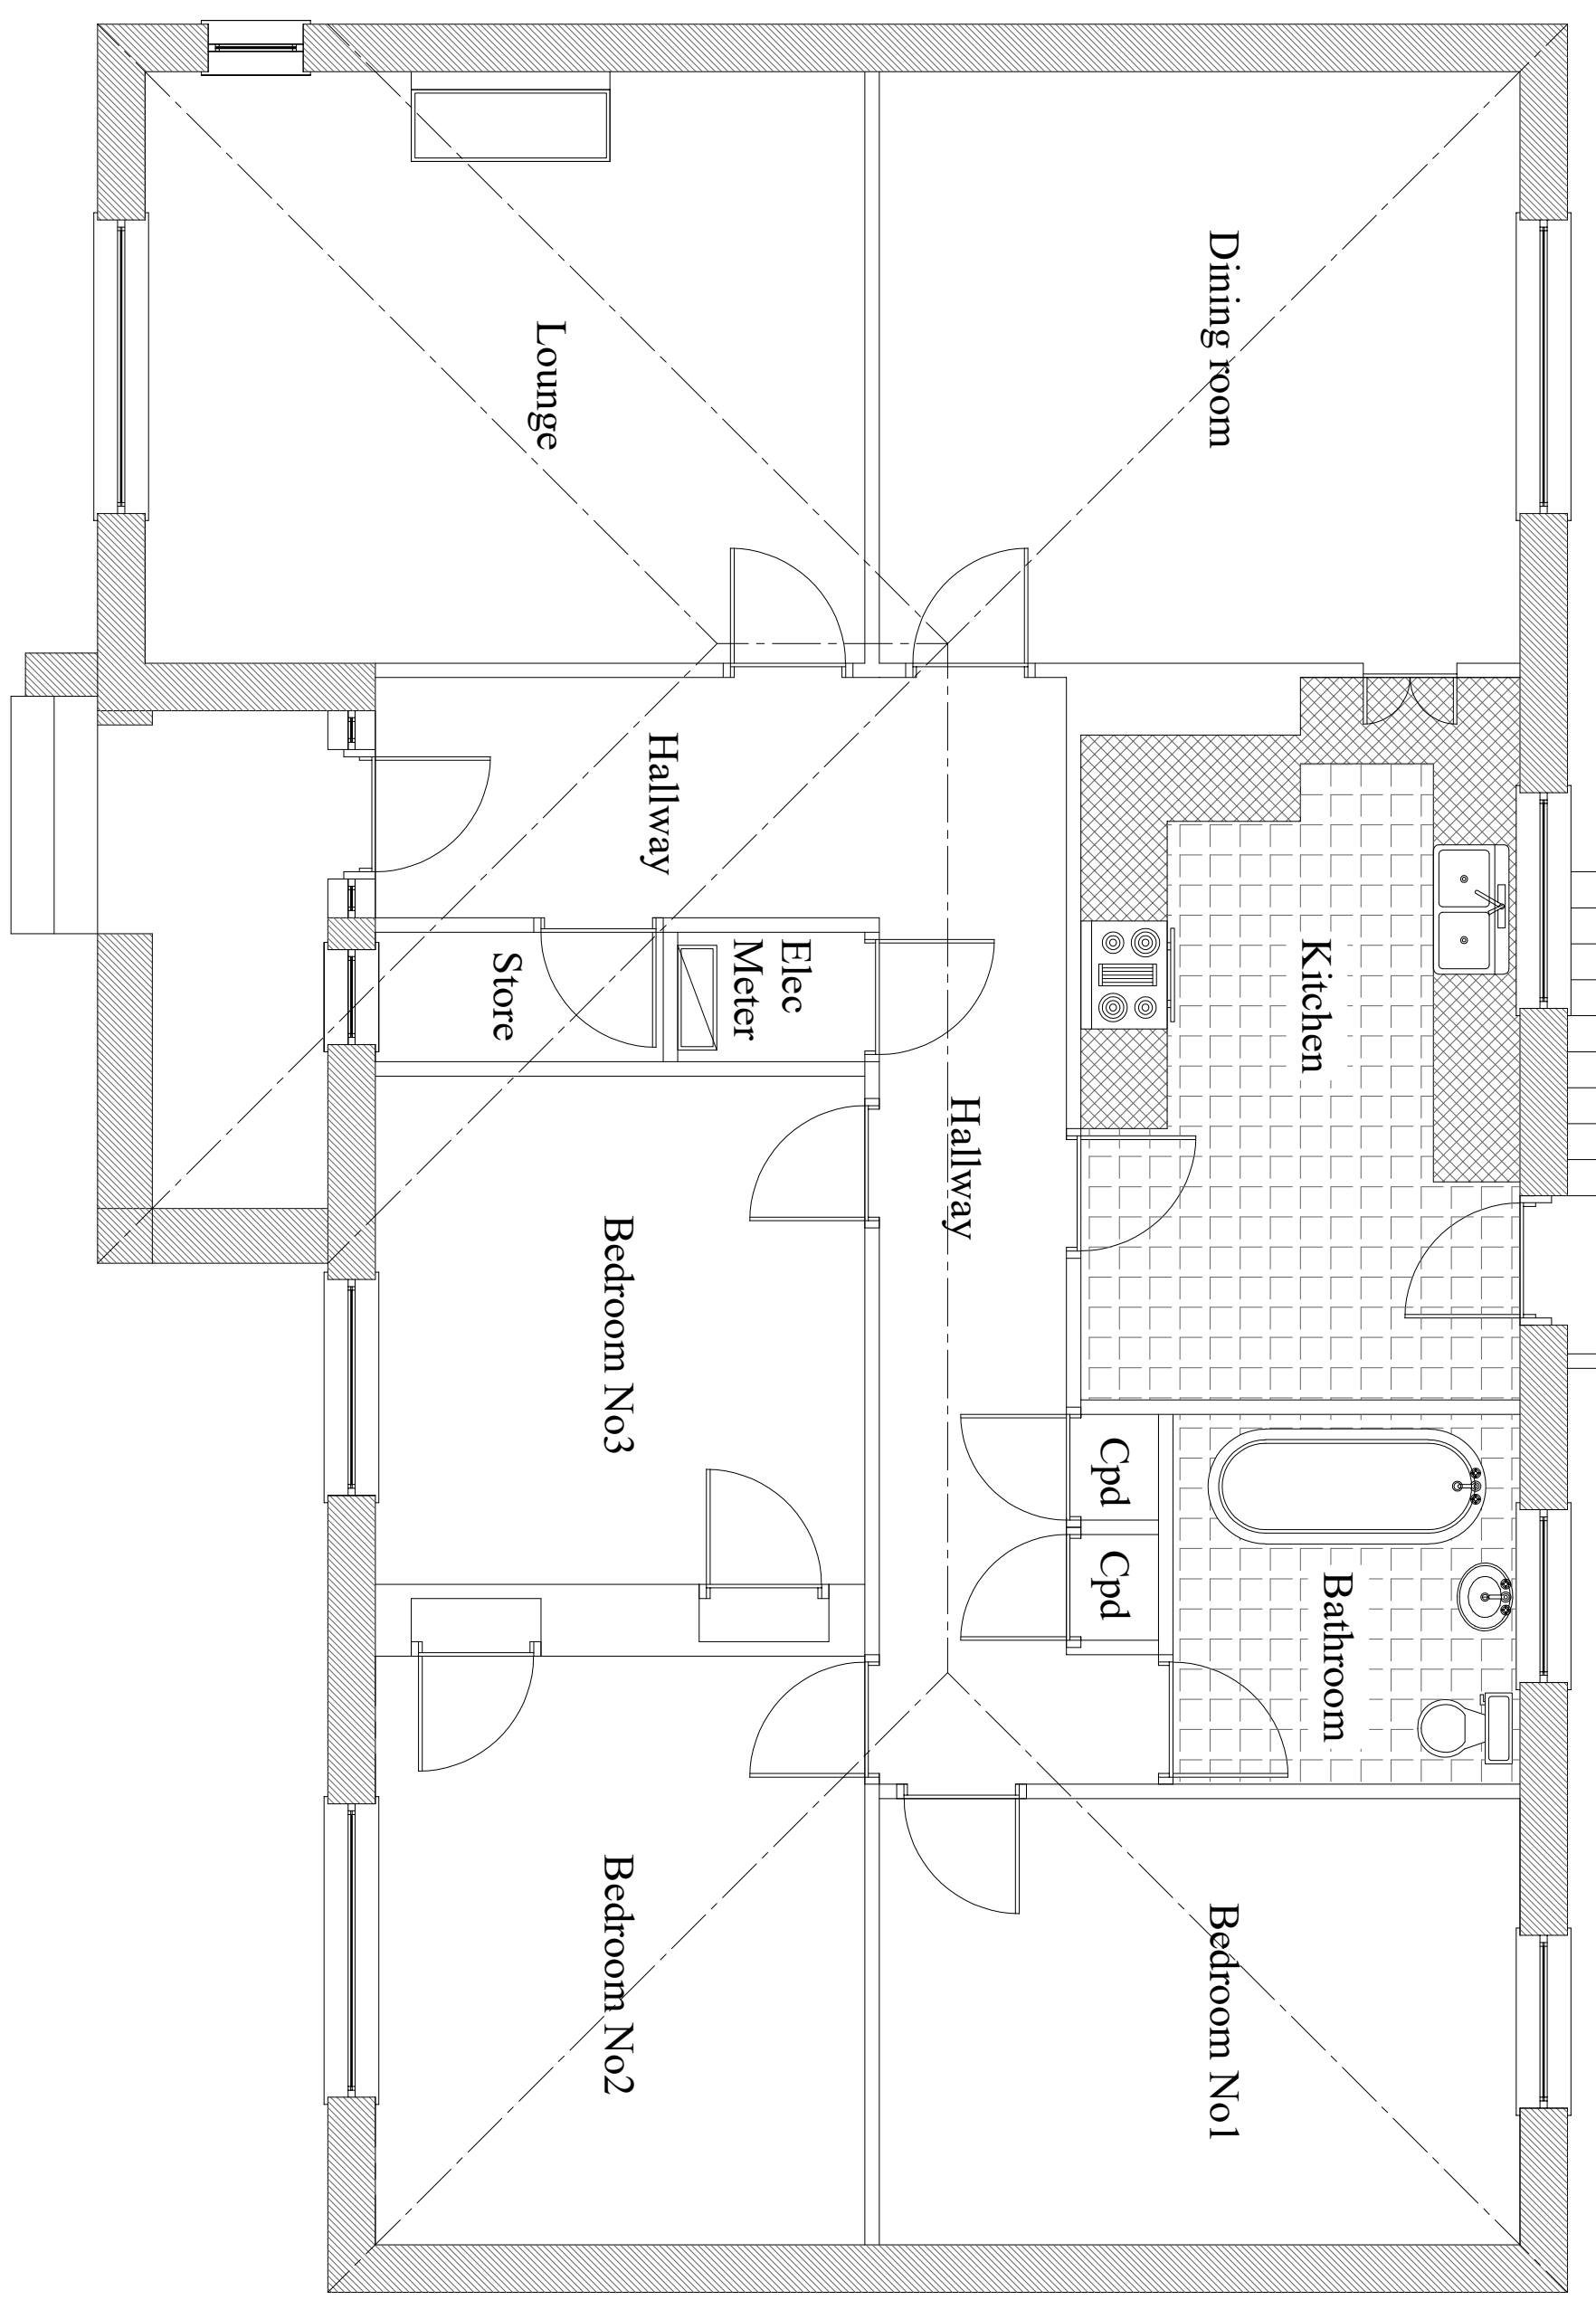 Dining room
Kitchen
Bathroom
Bedroom No1
Cpd
Cpd
Hallway
Lounge
Hallway
Elec
Meter
Store
Bedroom No3
Bedroom No2